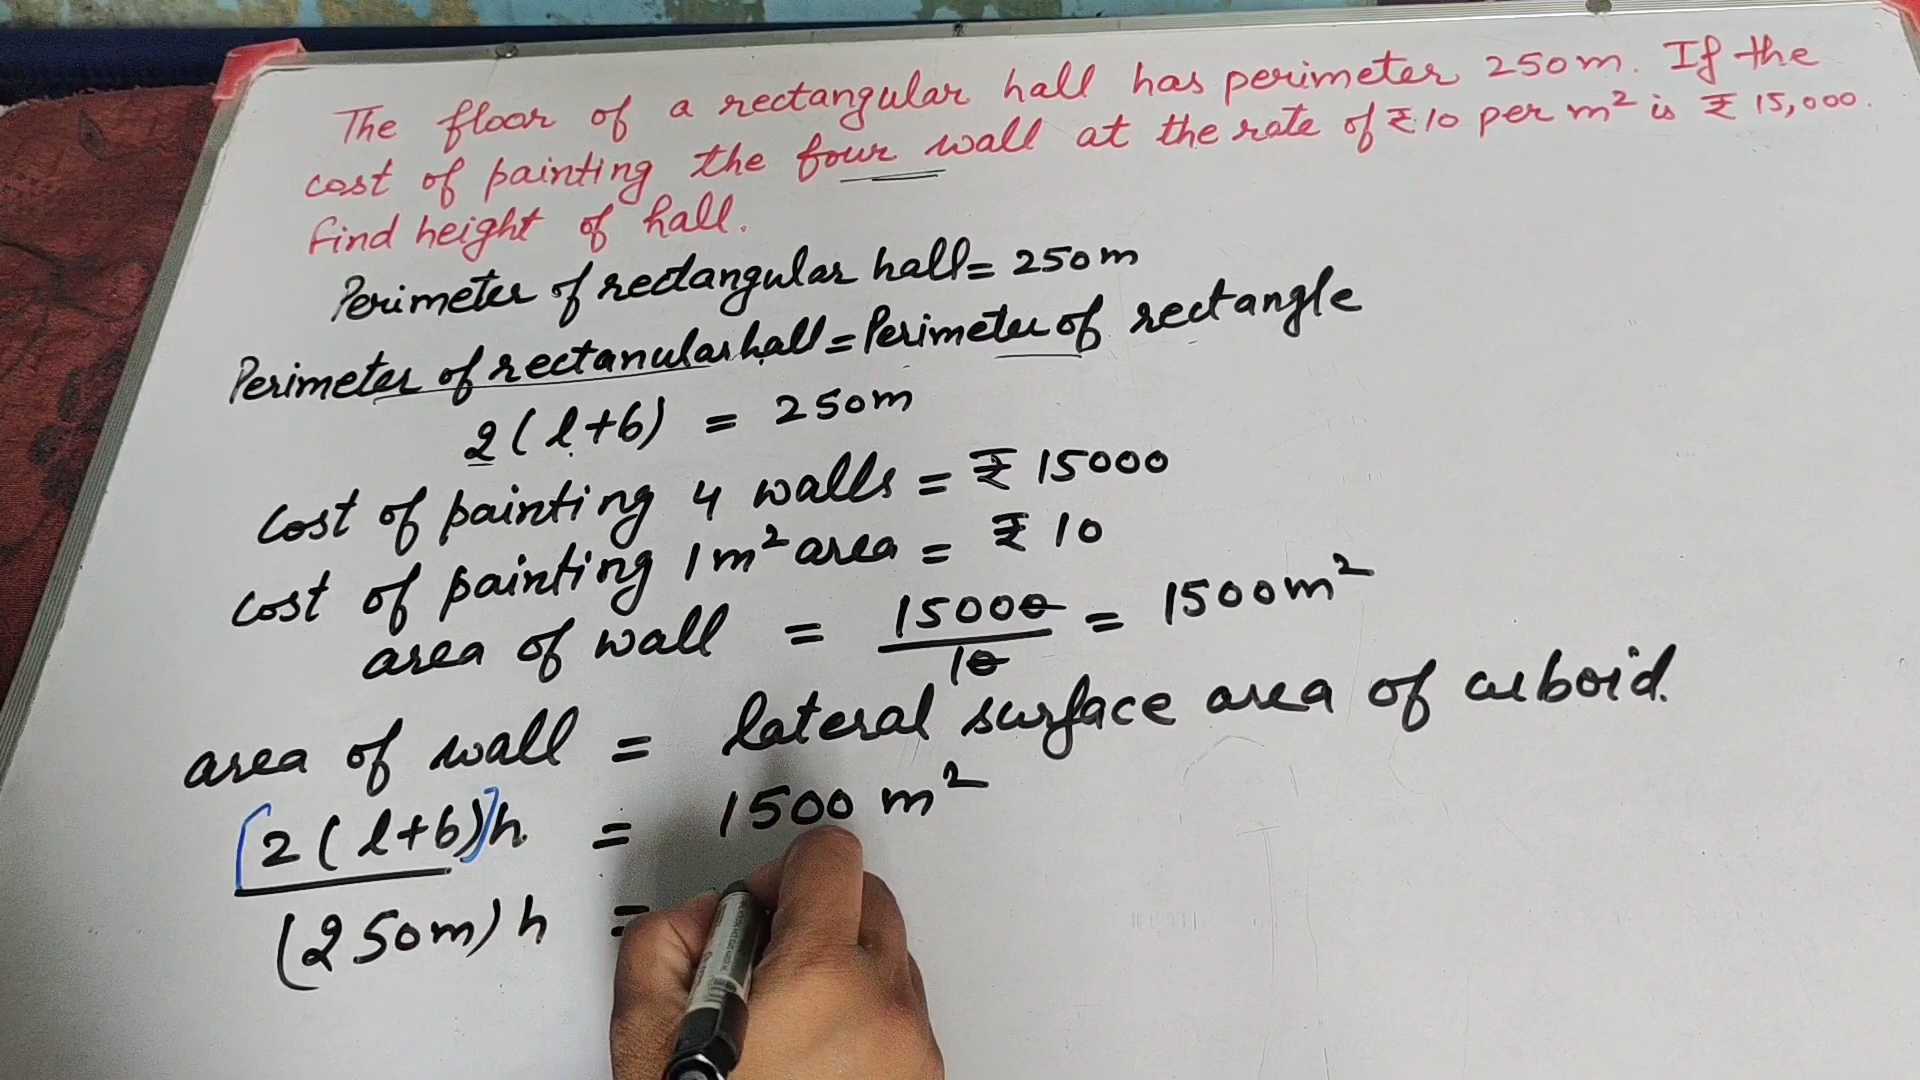 The floor of a rectangular hall has perimeter 250m. If the
cost of painting the four wall at the rate of ₹10 per m² is ₹ 15,000.
find height of hall.
Perimeter of rectangular hall = 250m
Perimeter of rectanular hall = Perimeter of rectangle
2(l+b) = 250m
cost of painting 4 walls = ₹ 15000
cost of painting 1m² area = ₹ 10
area of wall = 15000/10 = 1500m²
area of wall = lateral surface area of cuboid.
[2(l+b)]h = 1500 m²
(250m)h =